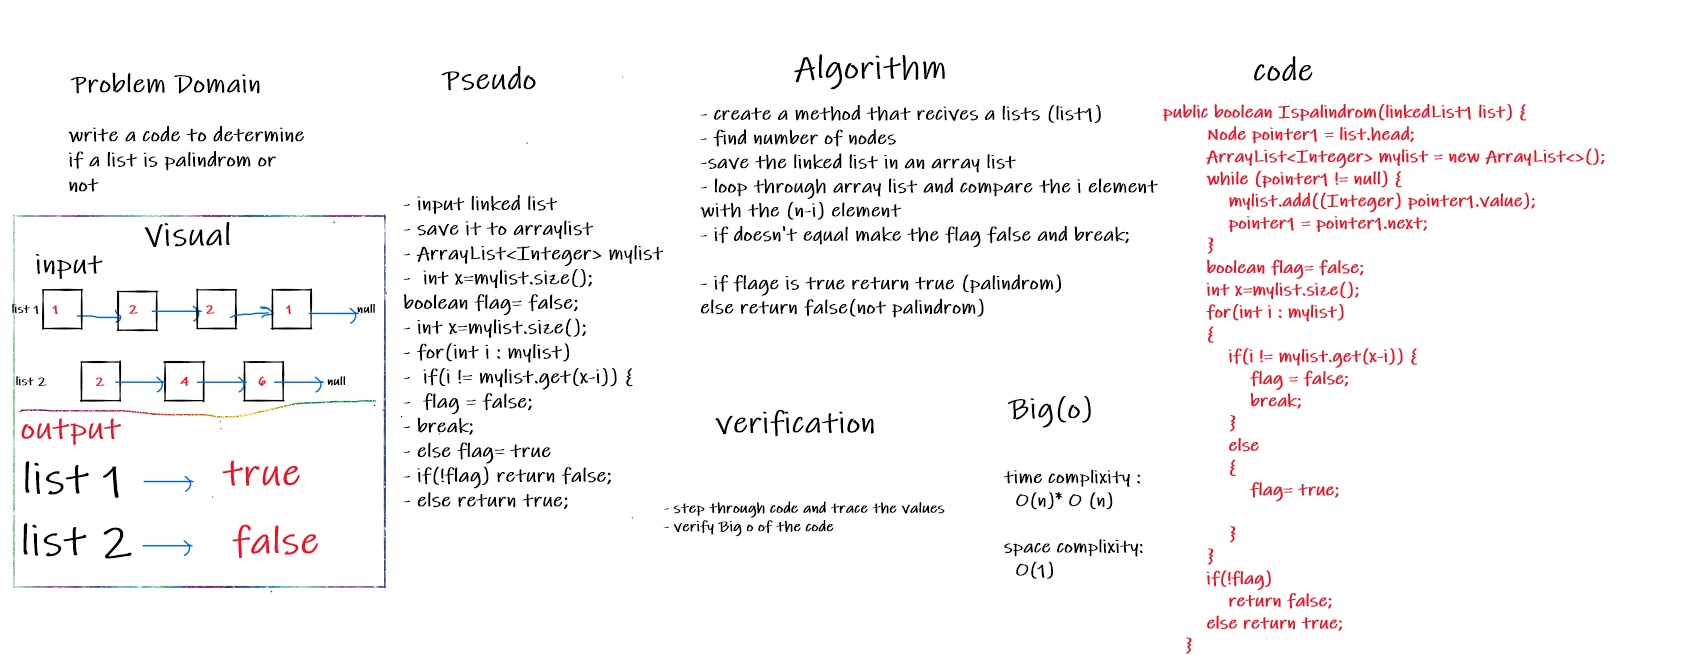 Problem Domain
write a code to determine
if a list is palindrom or
not
Visual
input
list 1 1 2 2 1 null
list 2 2 4 6 null
output
list 1 true
list 2 false
Pseudo
- input linked list
- save it to arraylist
- ArrayList<Integer> mylist
- int x=mylist.size();
boolean flag= false;
- int x=mylist.size();
- for(int i : mylist)
- if(i != mylist.get(x-i)) {
- flag = false;
- break;
- else flag= true
- if(!flag) return false;
- else return true;
Algorithm
- create a method that recives a lists (list1)
- find number of nodes
-save the linked list in an array list
- loop through array list and compare the i element
with the (n-i) element
- if doesn't equal make the flag false and break;
- if flage is true return true (palindrom)
else return false(not palindrom)
verification
- step through code and trace the values
- verify Big o of the code
Big(o)
time complixity :
O(n)* O (n)
space complixity:
O(1)
code
public boolean Ispalindrom(linkedList1 list) {
Node pointer1 = list.head;
ArrayList<Integer> mylist = new ArrayList<>();
while (pointer1 != null) {
mylist.add((Integer) pointer1.value);
pointer1 = pointer1.next;
}
boolean flag= false;
int x=mylist.size();
for(int i : mylist)
{
if(i != mylist.get(x-i)) {
flag = false;
break;
}
else
{
flag= true;
}
}
if(!flag)
return false;
else return true;
}